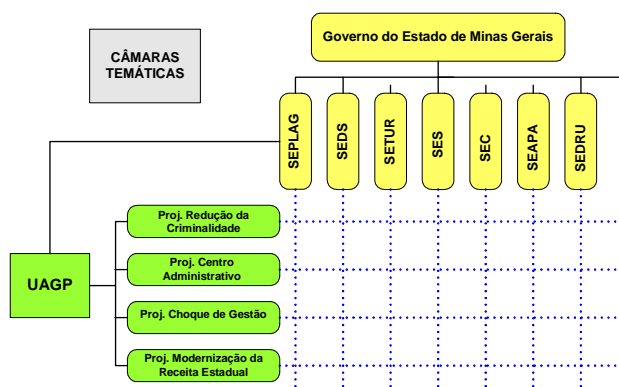 Governo do Estado de Minas Gerais
CÂMARAS
TEMÁTICAS
SEPLAG
SEDS
SETUR
SES
SEC
SEAPA
SEDRU
UAGP
Proj. Redução da
Criminalidade
Proj. Centro
Administrativo
Proj. Choque de Gestão
Proj. Modernização da
Receita Estadual